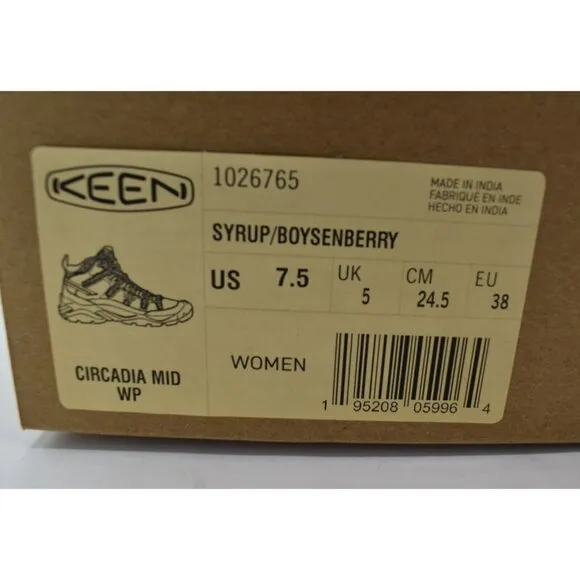 KEEN
1026765
MADE IN INDIA
FABRIQUE EN INDE
HECHO EN INDIA
SYRUP/BOYSENBERRY
US 7.5 UK 5 CM 24.5 EU 38
CIRCADIA MID
WP
WOMEN
1 95208 05996 4